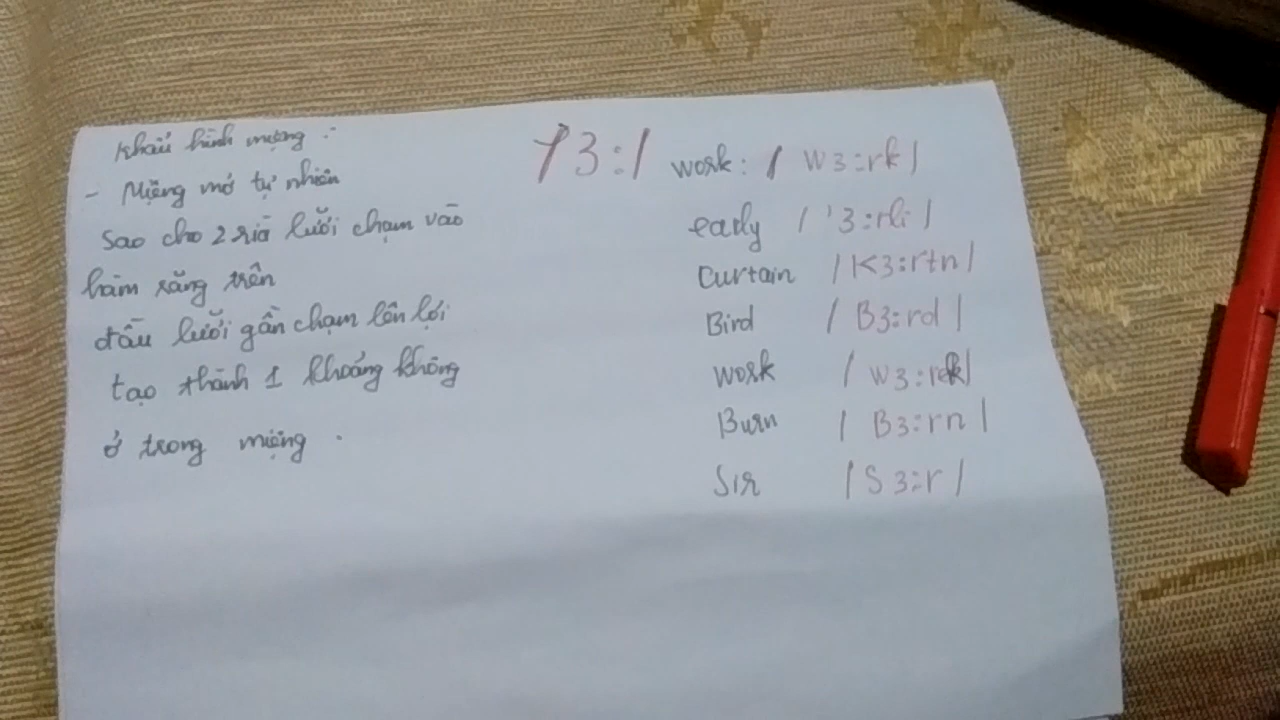 Khẩu hình miệng :
- Miệng mở tự nhiên
sao cho 2 rìa lưỡi chạm vào
hàm răng trên
đầu lưỡi gần chạm lên lợi
tạo thành 1 khoảng không
ở trong miệng .
/3:/
work: / W3:rk /
early / '3:rli /
Curtain / K3:rtn /
Bird / B3:rd /
work / W3:rk /
Burn / B3:rn /
Sir / S3:r /